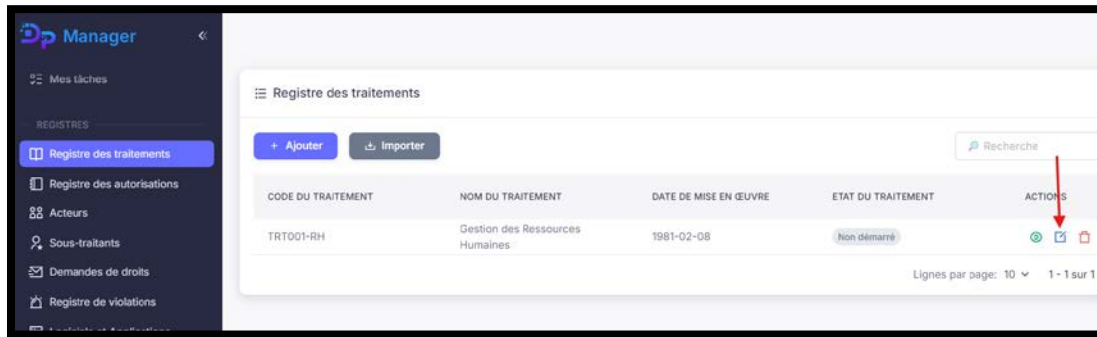 Dp Manager
Mes tâches
REGISTRES
Registre des traitements
Registre des autorisations
Acteurs
Sous-traitants
Demandes de droits
Registre de violations
Logiciels et Applications
Registre des traitements
+ Ajouter
Importer
Recherche
CODE DU TRAITEMENT NOM DU TRAITEMENT DATE DE MISE EN ŒUVRE ETAT DU TRAITEMENT ACTIONS
TRT001-RH Gestion des Ressources Humaines 1981-02-08 Non démarré
Lignes par page: 10 1 - 1 sur 1